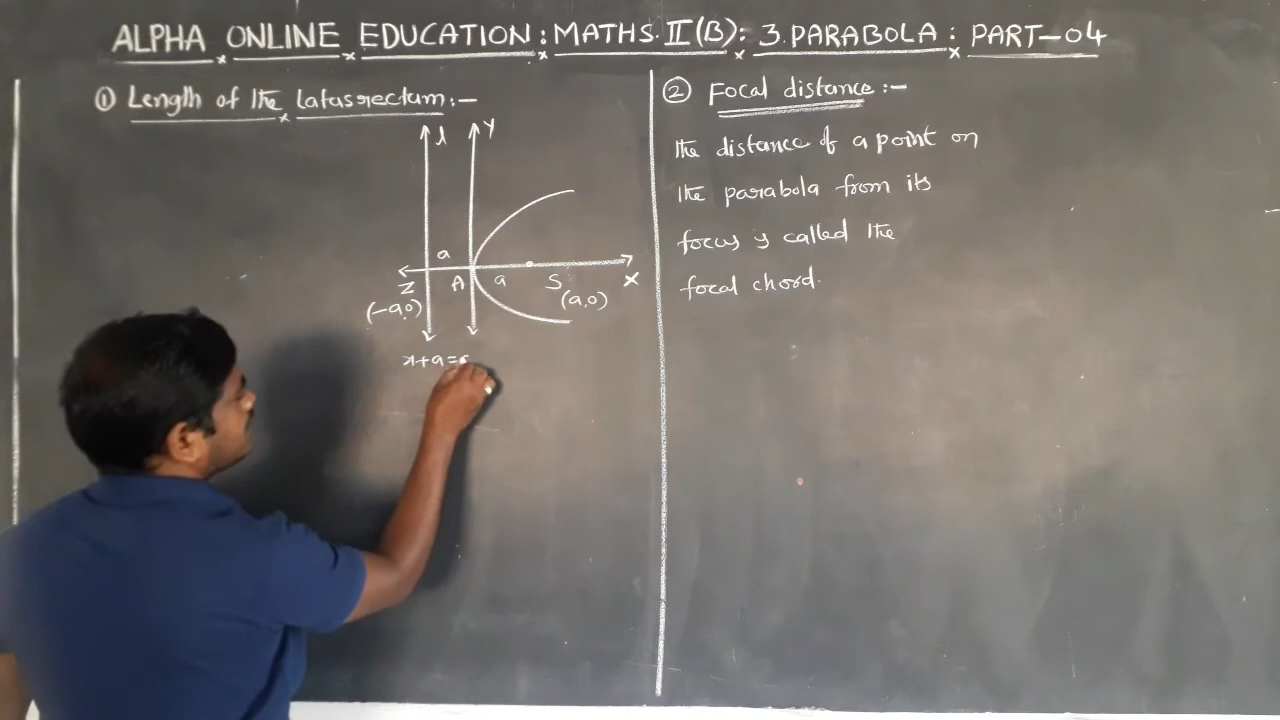 ALPHA ONLINE EDUCATION : MATHS.II(B): 3.PARABOLA : PART-04
① Length of the latusrectum:-
l
Y
a
Z
A
a
S
X
(-a,0)
(a,0)
x+a=
② Focal distance :-
the distance of a point on
the parabola from its
focus is called the
focal chord.